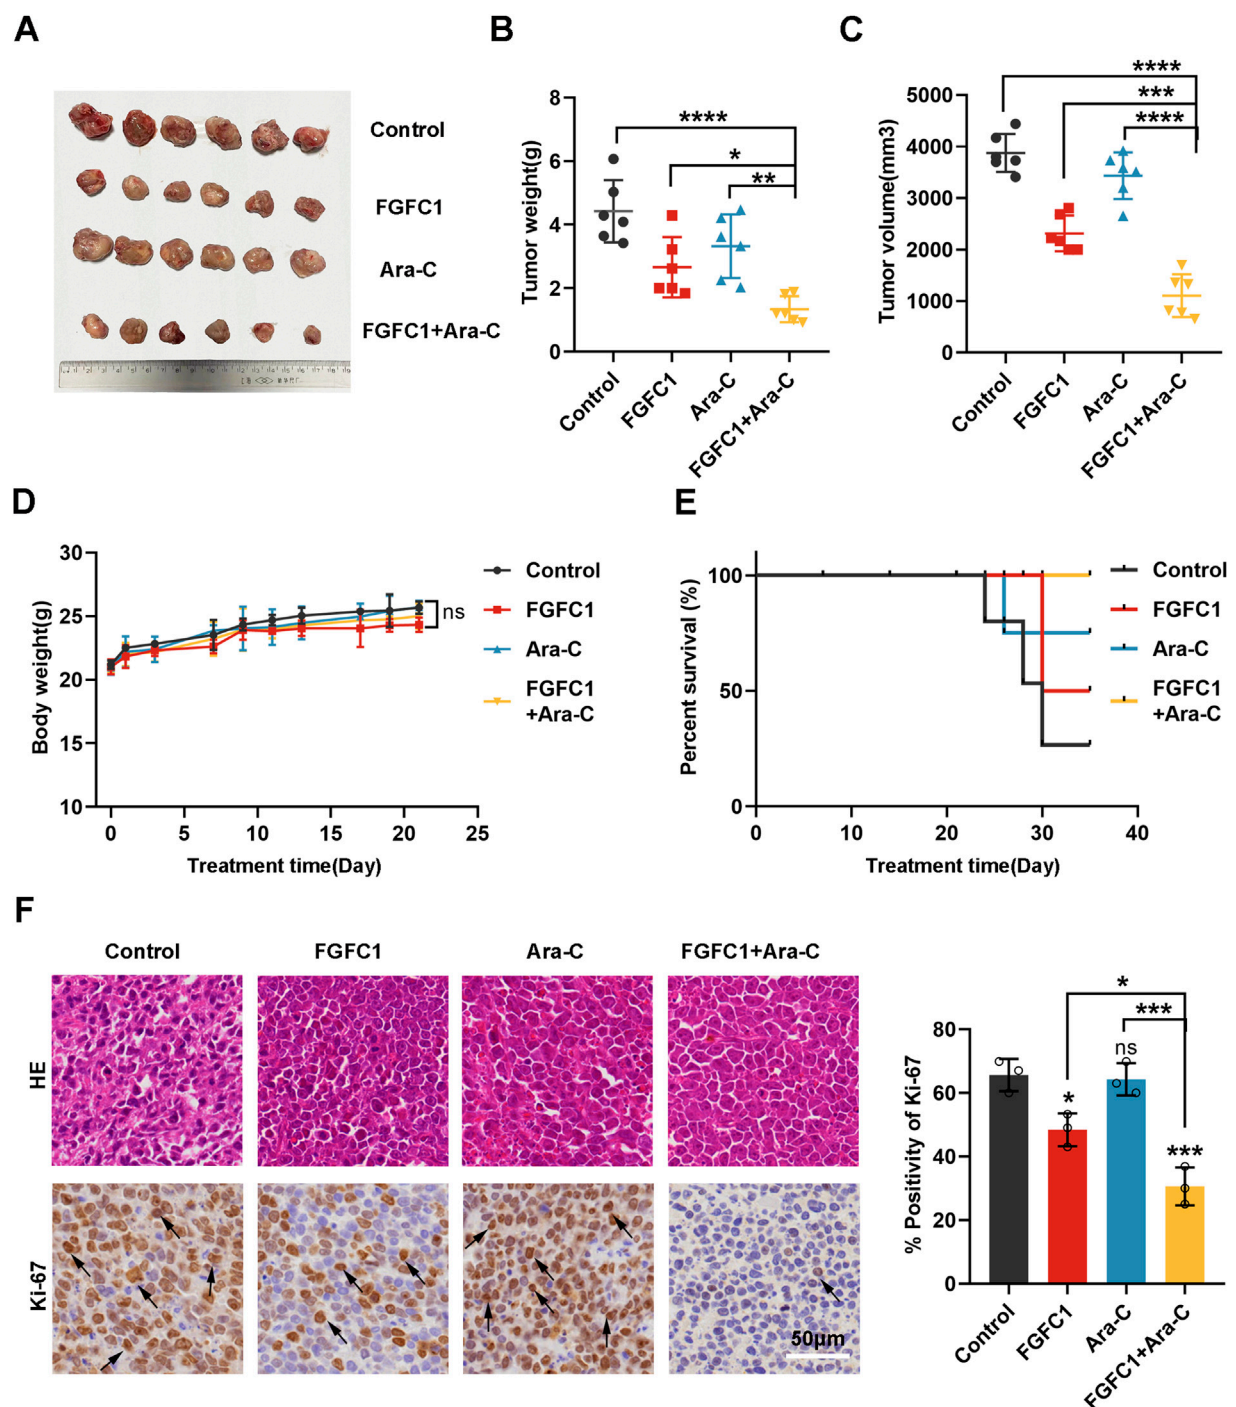 A
Control
FGFC1
Ara-C
FGFC1+Ara-C
B
Tumor weight(g)
8
6
4
2
0
****
*
**
Control
FGFC1
Ara-C
FGFC1+Ara-C
C
Tumor volume(mm3)
5000
4000
3000
2000
1000
0
****
***
****
Control
FGFC1
Ara-C
FGFC1+Ara-C
D
Body weight(g)
30
25
20
15
10
0
5
10
15
20
25
Treatment time(Day)
ns
Control
FGFC1
Ara-C
FGFC1
+Ara-C
E
Percent survival (%)
100
50
0
0
10
20
30
40
Treatment time(Day)
Control
FGFC1
Ara-C
FGFC1
+Ara-C
F
Control
FGFC1
Ara-C
FGFC1+Ara-C
HE
Ki-67
50μm
% Positivity of Ki-67
80
60
40
20
0
*
***
ns
*
***
Control
FGFC1
Ara-C
FGFC1+Ara-C